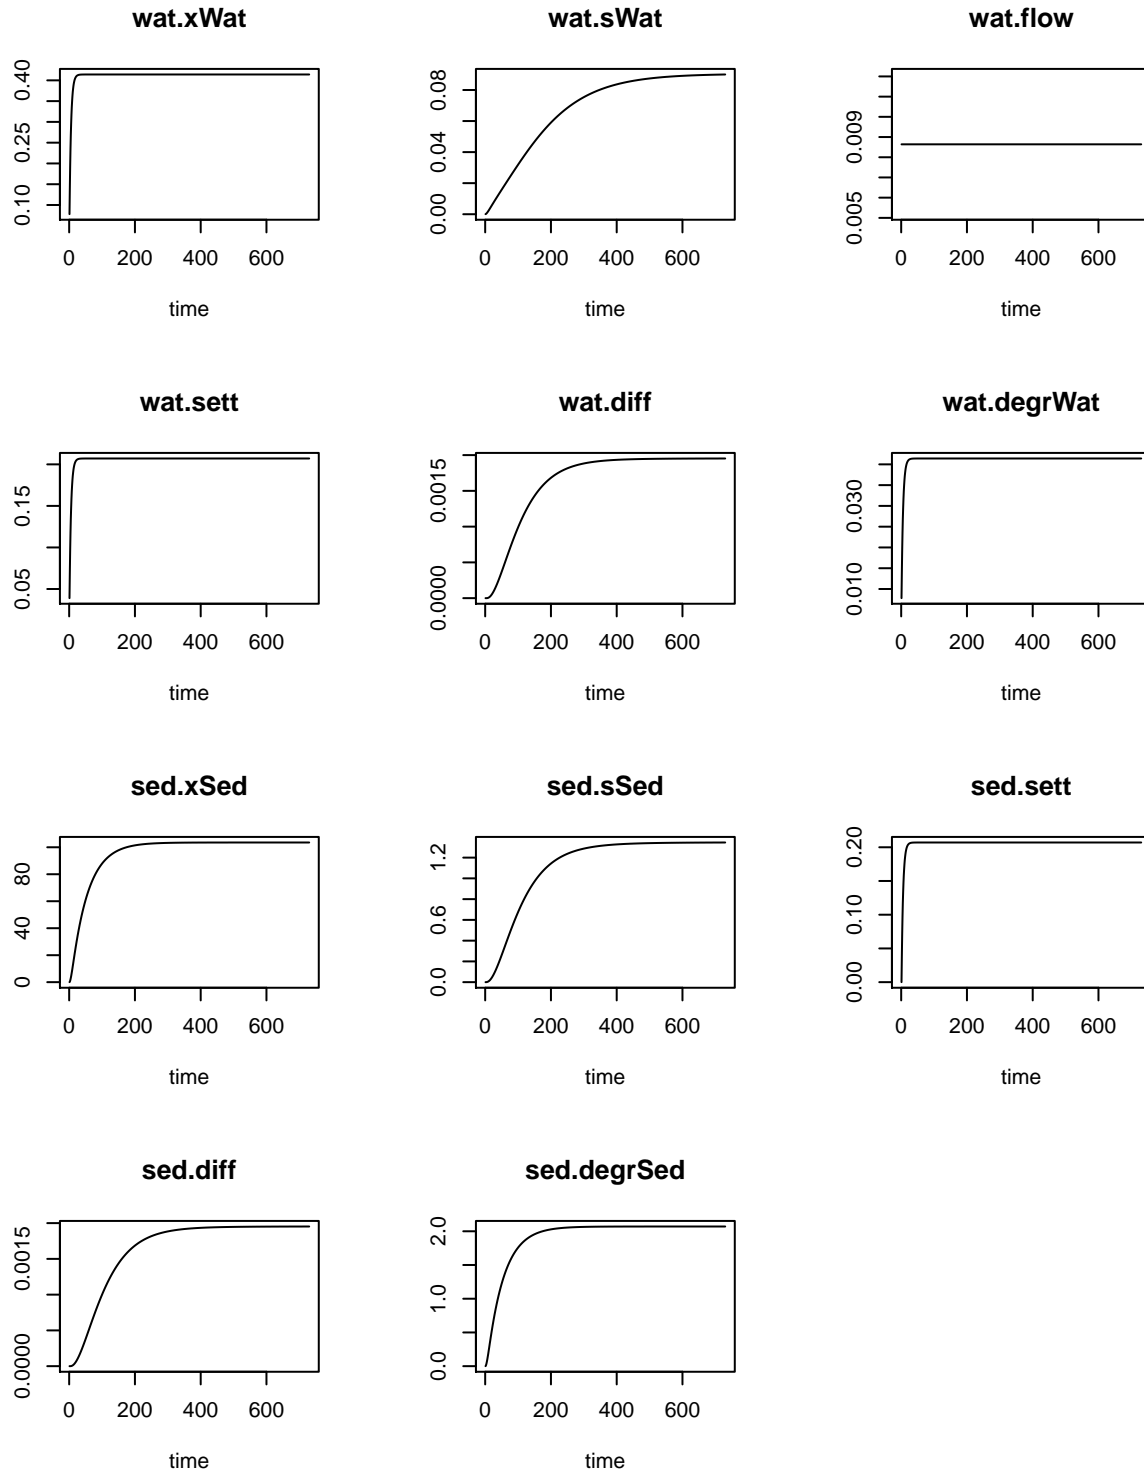 wat.xWat
wat.sWat
wat.flow
0.10 0.25 0.40
0.00 0.04 0.08
0.005 0.009
0 200 400 600
0 200 400 600
0 200 400 600
time
time
time
wat.sett
wat.diff
wat.degrWat
0.05 0.15
0.0000 0.0015
0.010 0.030
0 200 400 600
0 200 400 600
0 200 400 600
time
time
time
sed.xSed
sed.sSed
sed.sett
0 40 80
0.0 0.6 1.2
0.00 0.10 0.20
0 200 400 600
0 200 400 600
0 200 400 600
time
time
time
sed.diff
sed.degrSed
0.0000 0.0015
0.0 1.0 2.0
0 200 400 600
0 200 400 600
time
time